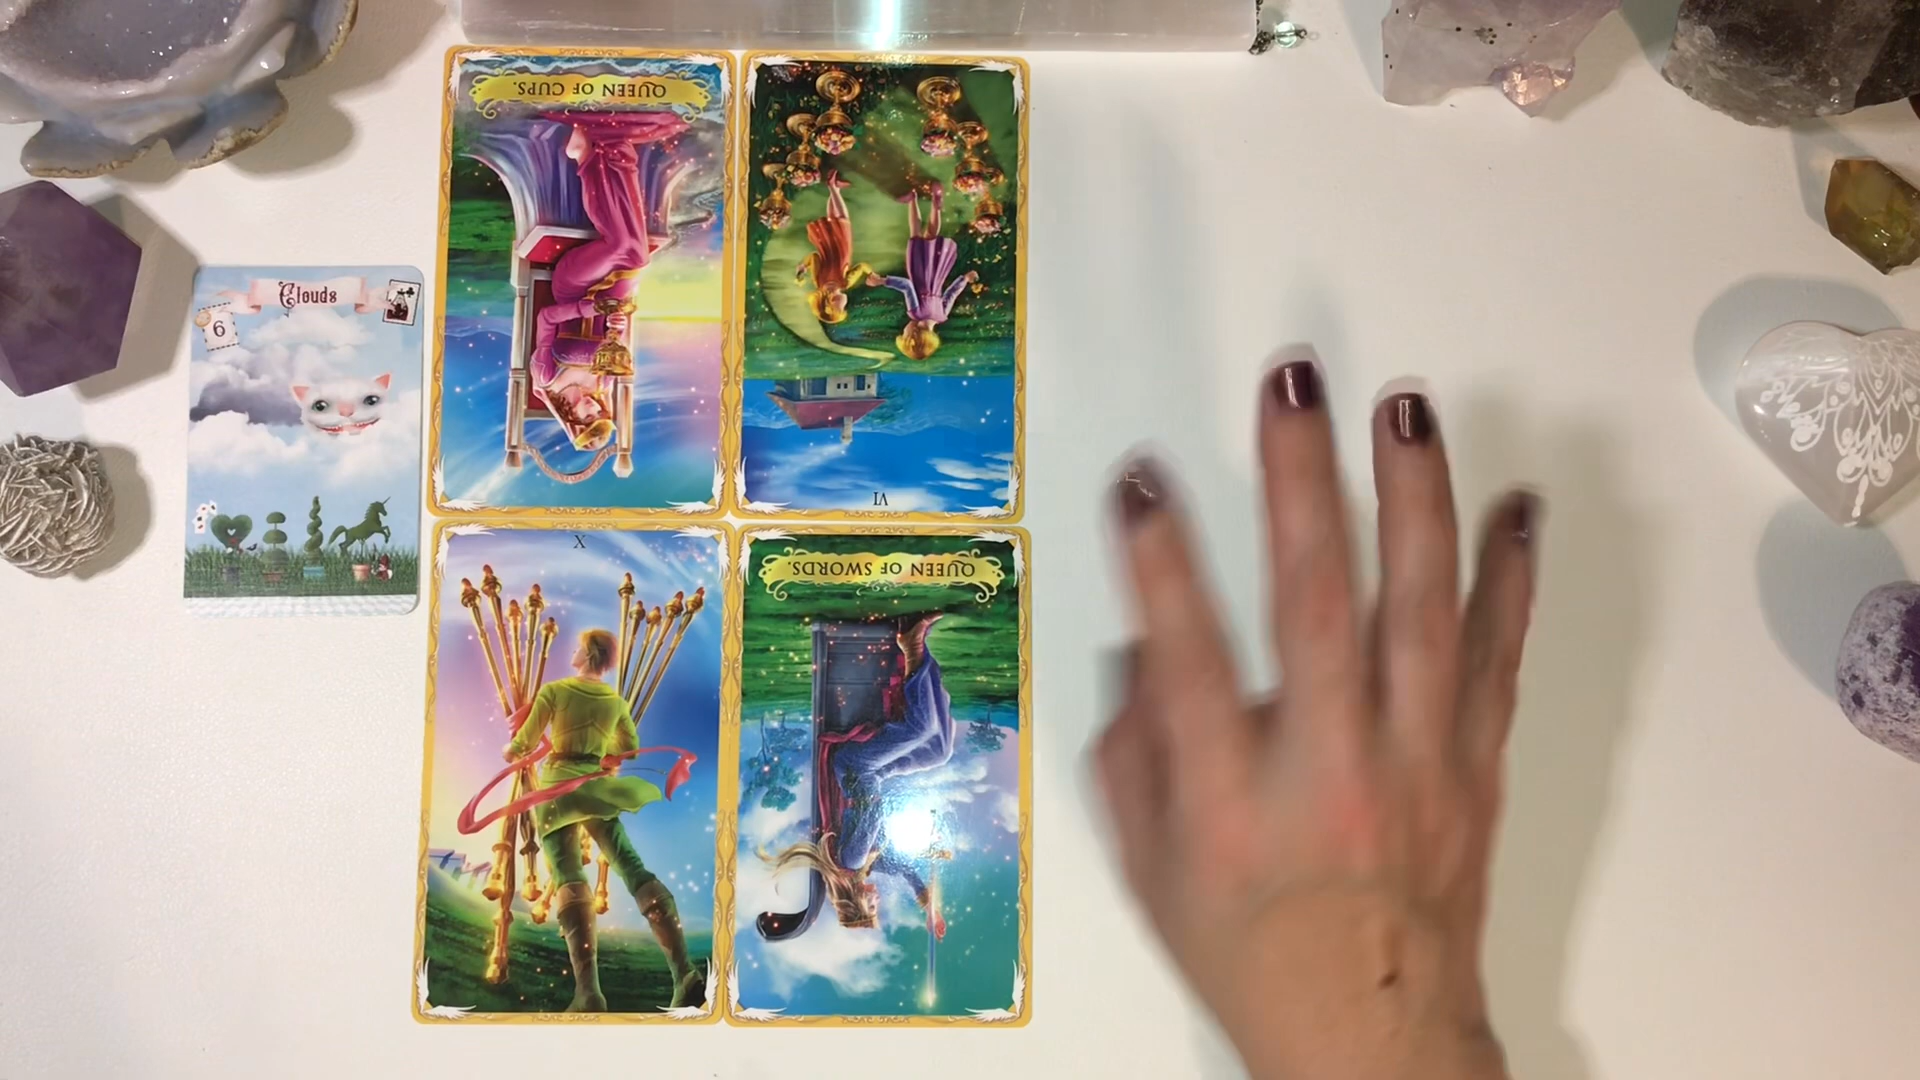 QUEEN OF CUPS.
VI
Clouds
6
X
QUEEN OF SWORDS.